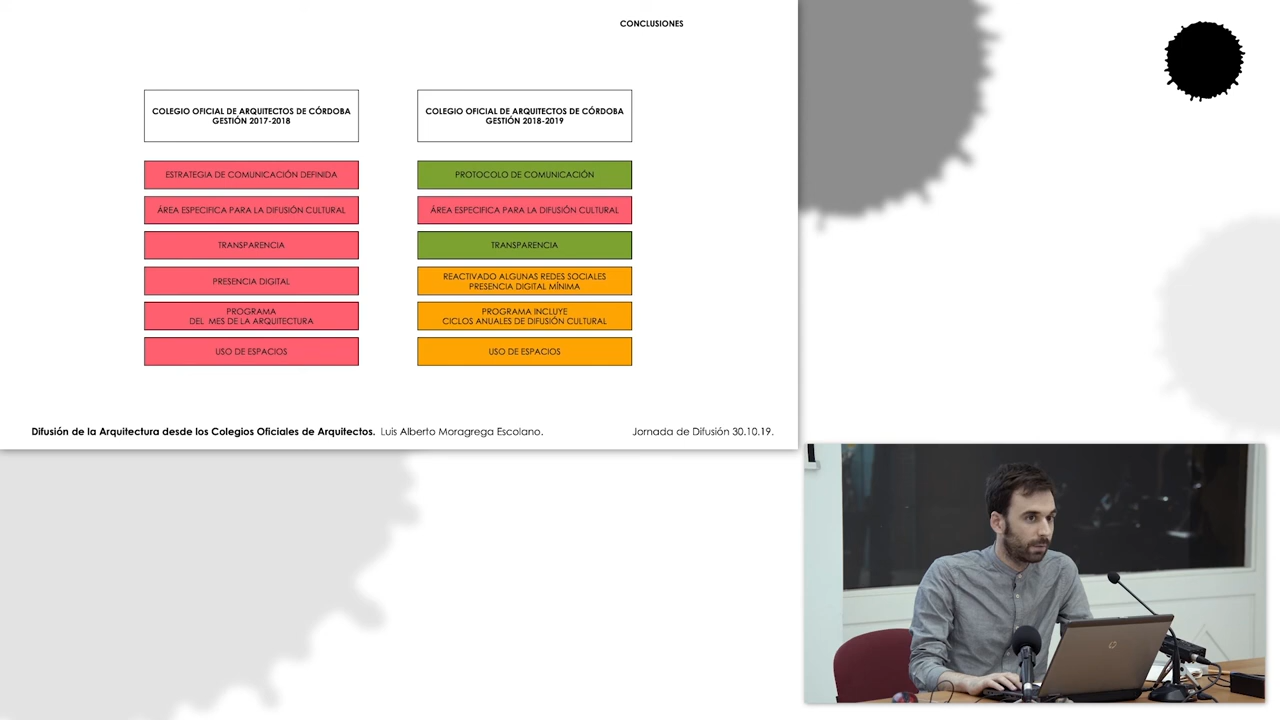 CONCLUSIONES
COLEGIO OFICIAL DE ARQUITECTOS DE CÓRDOBA
GESTIÓN 2017-2018
ESTRATEGIA DE COMUNICACIÓN DEFINIDA
ÁREA ESPECIFICA PARA LA DIFUSIÓN CULTURAL
TRANSPARENCIA
PRESENCIA DIGITAL
PROGRAMA
DEL MES DE LA ARQUITECTURA
USO DE ESPACIOS
COLEGIO OFICIAL DE ARQUITECTOS DE CÓRDOBA
GESTIÓN 2018-2019
PROTOCOLO DE COMUNICACIÓN
ÁREA ESPECIFICA PARA LA DIFUSIÓN CULTURAL
TRANSPARENCIA
REACTIVADO ALGUNAS REDES SOCIALES
PRESENCIA DIGITAL MÍNIMA
PROGRAMA INCLUYE
CICLOS ANUALES DE DIFUSIÓN CULTURAL
USO DE ESPACIOS
Difusión de la Arquitectura desde los Colegios Oficiales de Arquitectos. Luis Alberto Moragrega Escolano.
Jornada de Difusión 30.10.19.